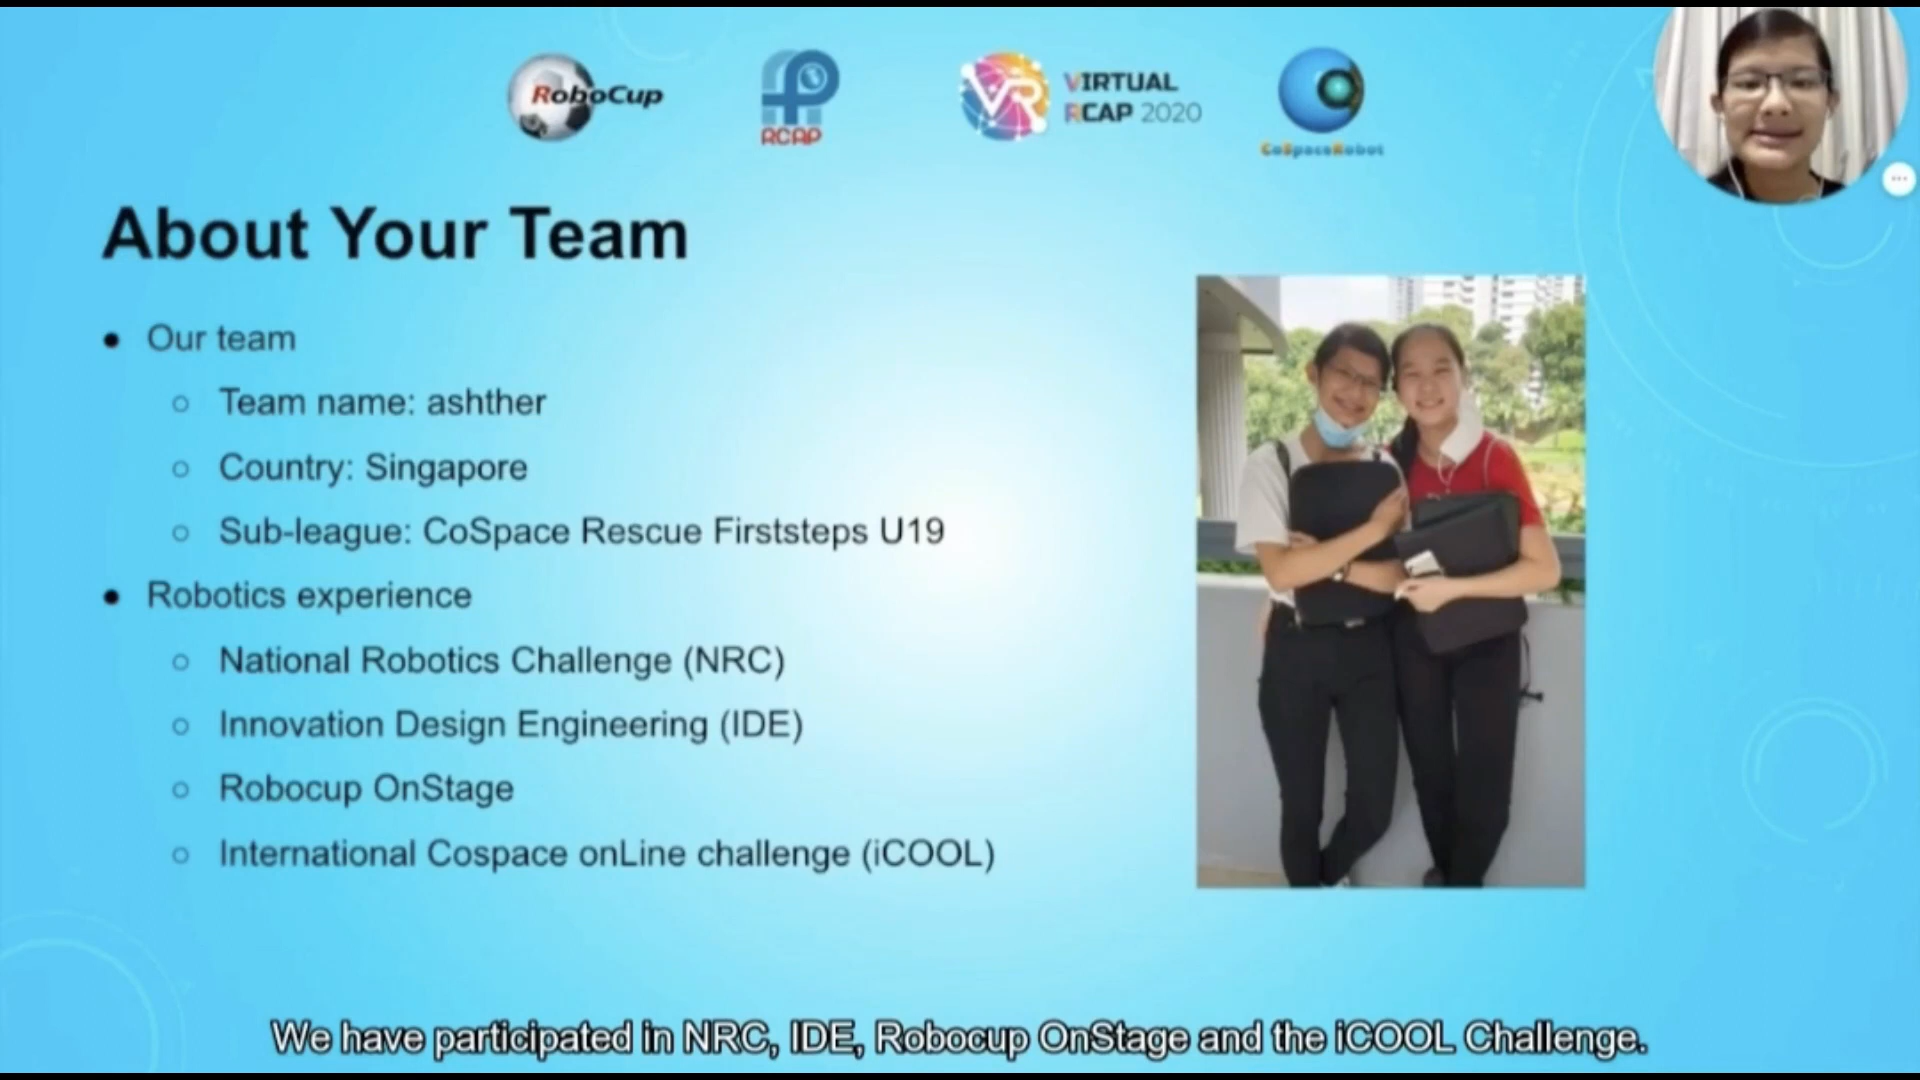 RoboCup
RCAP
VR
VIRTUAL
RCAP 2020
CoSpaceRobot
About Your Team
● Our team
○ Team name: ashther
○ Country: Singapore
○ Sub-league: CoSpace Rescue Firststeps U19
● Robotics experience
○ National Robotics Challenge (NRC)
○ Innovation Design Engineering (IDE)
○ Robocup OnStage
○ International Cospace onLine challenge (iCOOL)
We have participated in NRC, IDE, Robocup OnStage and the iCOOL Challenge.